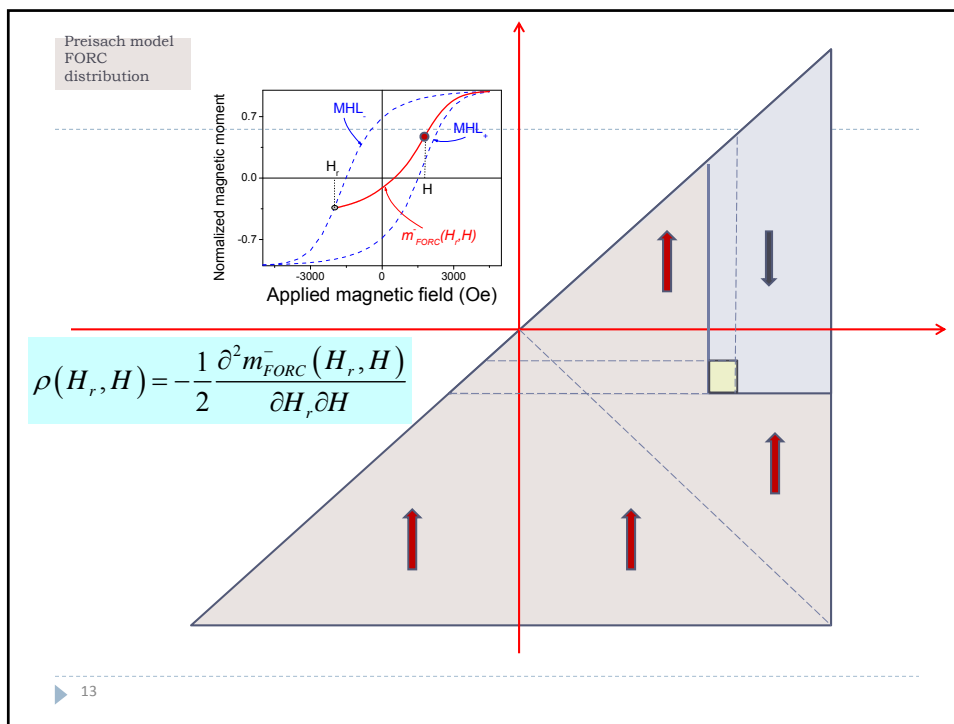 Preisach model
FORC
distribution
Normalized magnetic moment
0.7
0.0
-0.7
MHL-
MHL+
Hr
H
m-FORC(Hr,H)
-3000 0 3000
Applied magnetic field (Oe)
ρ(Hr, H) = -1/2 ∂²m-FORC(Hr, H)/∂Hr∂H
13